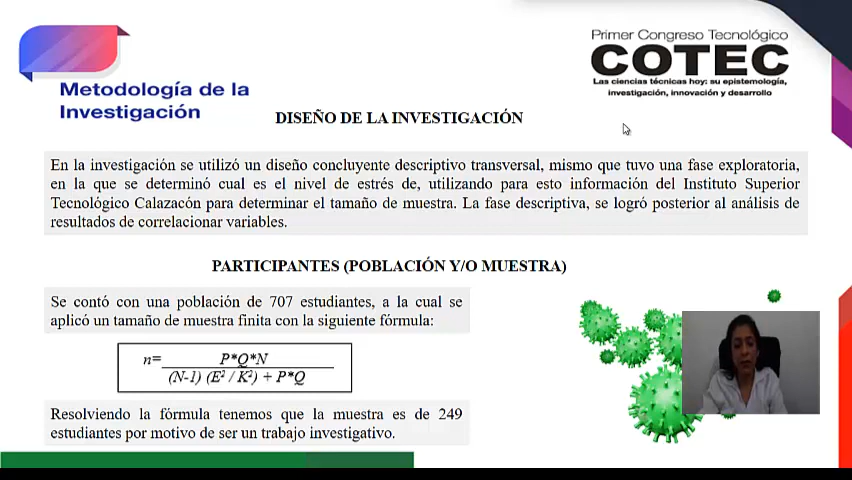 Primer Congreso Tecnológico
COTEC
Las ciencias técnicas hoy: su epistemología,
investigación, innovación y desarrollo
Metodología de la
Investigación
DISEÑO DE LA INVESTIGACIÓN
En la investigación se utilizó un diseño concluyente descriptivo transversal, mismo que tuvo una fase exploratoria,
en la que se determinó cual es el nivel de estrés de, utilizando para esto información del Instituto Superior
Tecnológico Calazacón para determinar el tamaño de muestra. La fase descriptiva, se logró posterior al análisis de
resultados de correlacionar variables.
PARTICIPANTES (POBLACIÓN Y/O MUESTRA)
Se contó con una población de 707 estudiantes, a la cual se
aplicó un tamaño de muestra finita con la siguiente fórmula:
n= P*Q*N
(N-1) (E² / K²) + P*Q
Resolviendo la fórmula tenemos que la muestra es de 249
estudiantes por motivo de ser un trabajo investigativo.